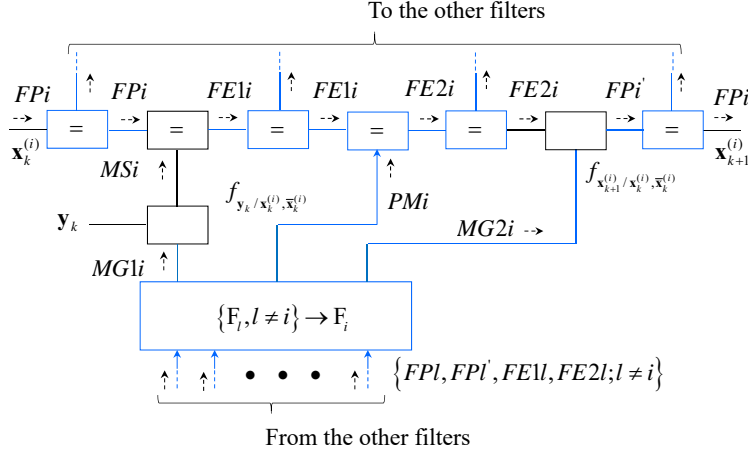 To the other filters
FPi FPi FE1i FE1i FE2i FE2i FPi' FPi
= = = = = =
x_k^{(i)} x_{k+1}^{(i)}
MSi
f_{y_k / x_k^{(i)}, \bar{x}_k^{(i)}} f_{x_{k+1}^{(i)} / x_k^{(i)}, \bar{x}_k^{(i)}}
PMi
y_k
MG2i
MG1i
{F_l, l ≠ i} → F_i
{FPl, FPl', FE1l, FE2l; l ≠ i}
From the other filters